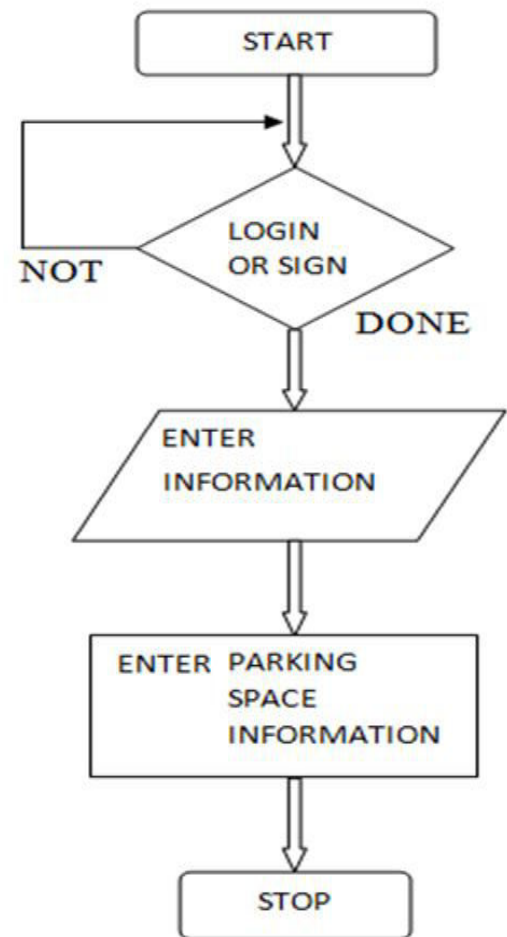 START
LOGIN
OR SIGN
NOT
DONE
ENTER
INFORMATION
ENTER PARKING
SPACE
INFORMATION
STOP